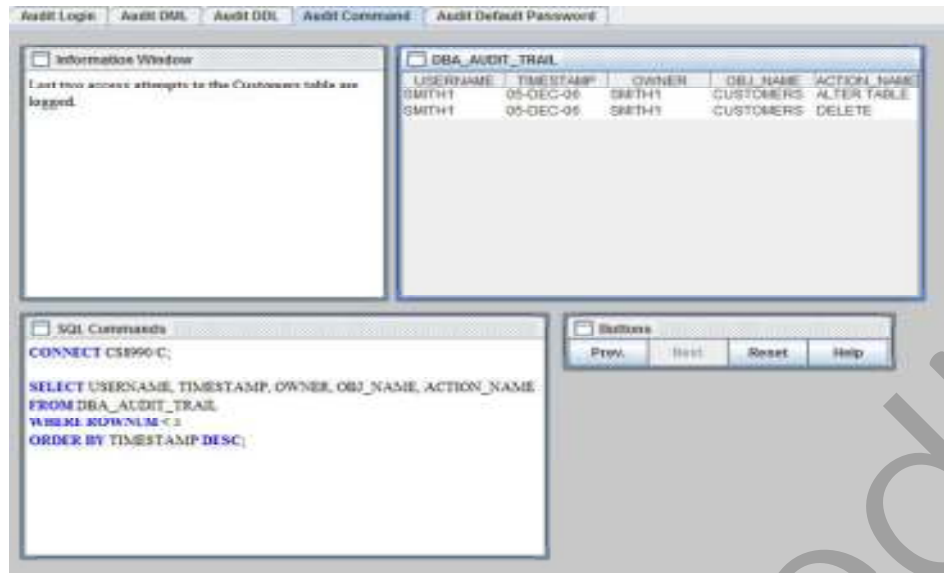 Audit Login Audit DML Audit DDL Audit Command Audit Default Password
Information Window
Last two access attempts to the Customers table are
logged.
DBA_AUDIT_TRAIL
USERNAME TIMESTAMP OWNER OBJ_NAME ACTION_NAME
SMITH1 05-DEC-06 SMITH1 CUSTOMERS ALTER TABLE
SMITH1 05-DEC-06 SMITH1 CUSTOMERS DELETE
SQL Commands
CONNECT CS8990/C;
SELECT USERNAME, TIMESTAMP, OWNER, OBJ_NAME, ACTION_NAME
FROM DBA_AUDIT_TRAIL
WHERE ROWNUM <
ORDER BY TIMESTAMP DESC;
Buttons
Prev. Next Reset Help